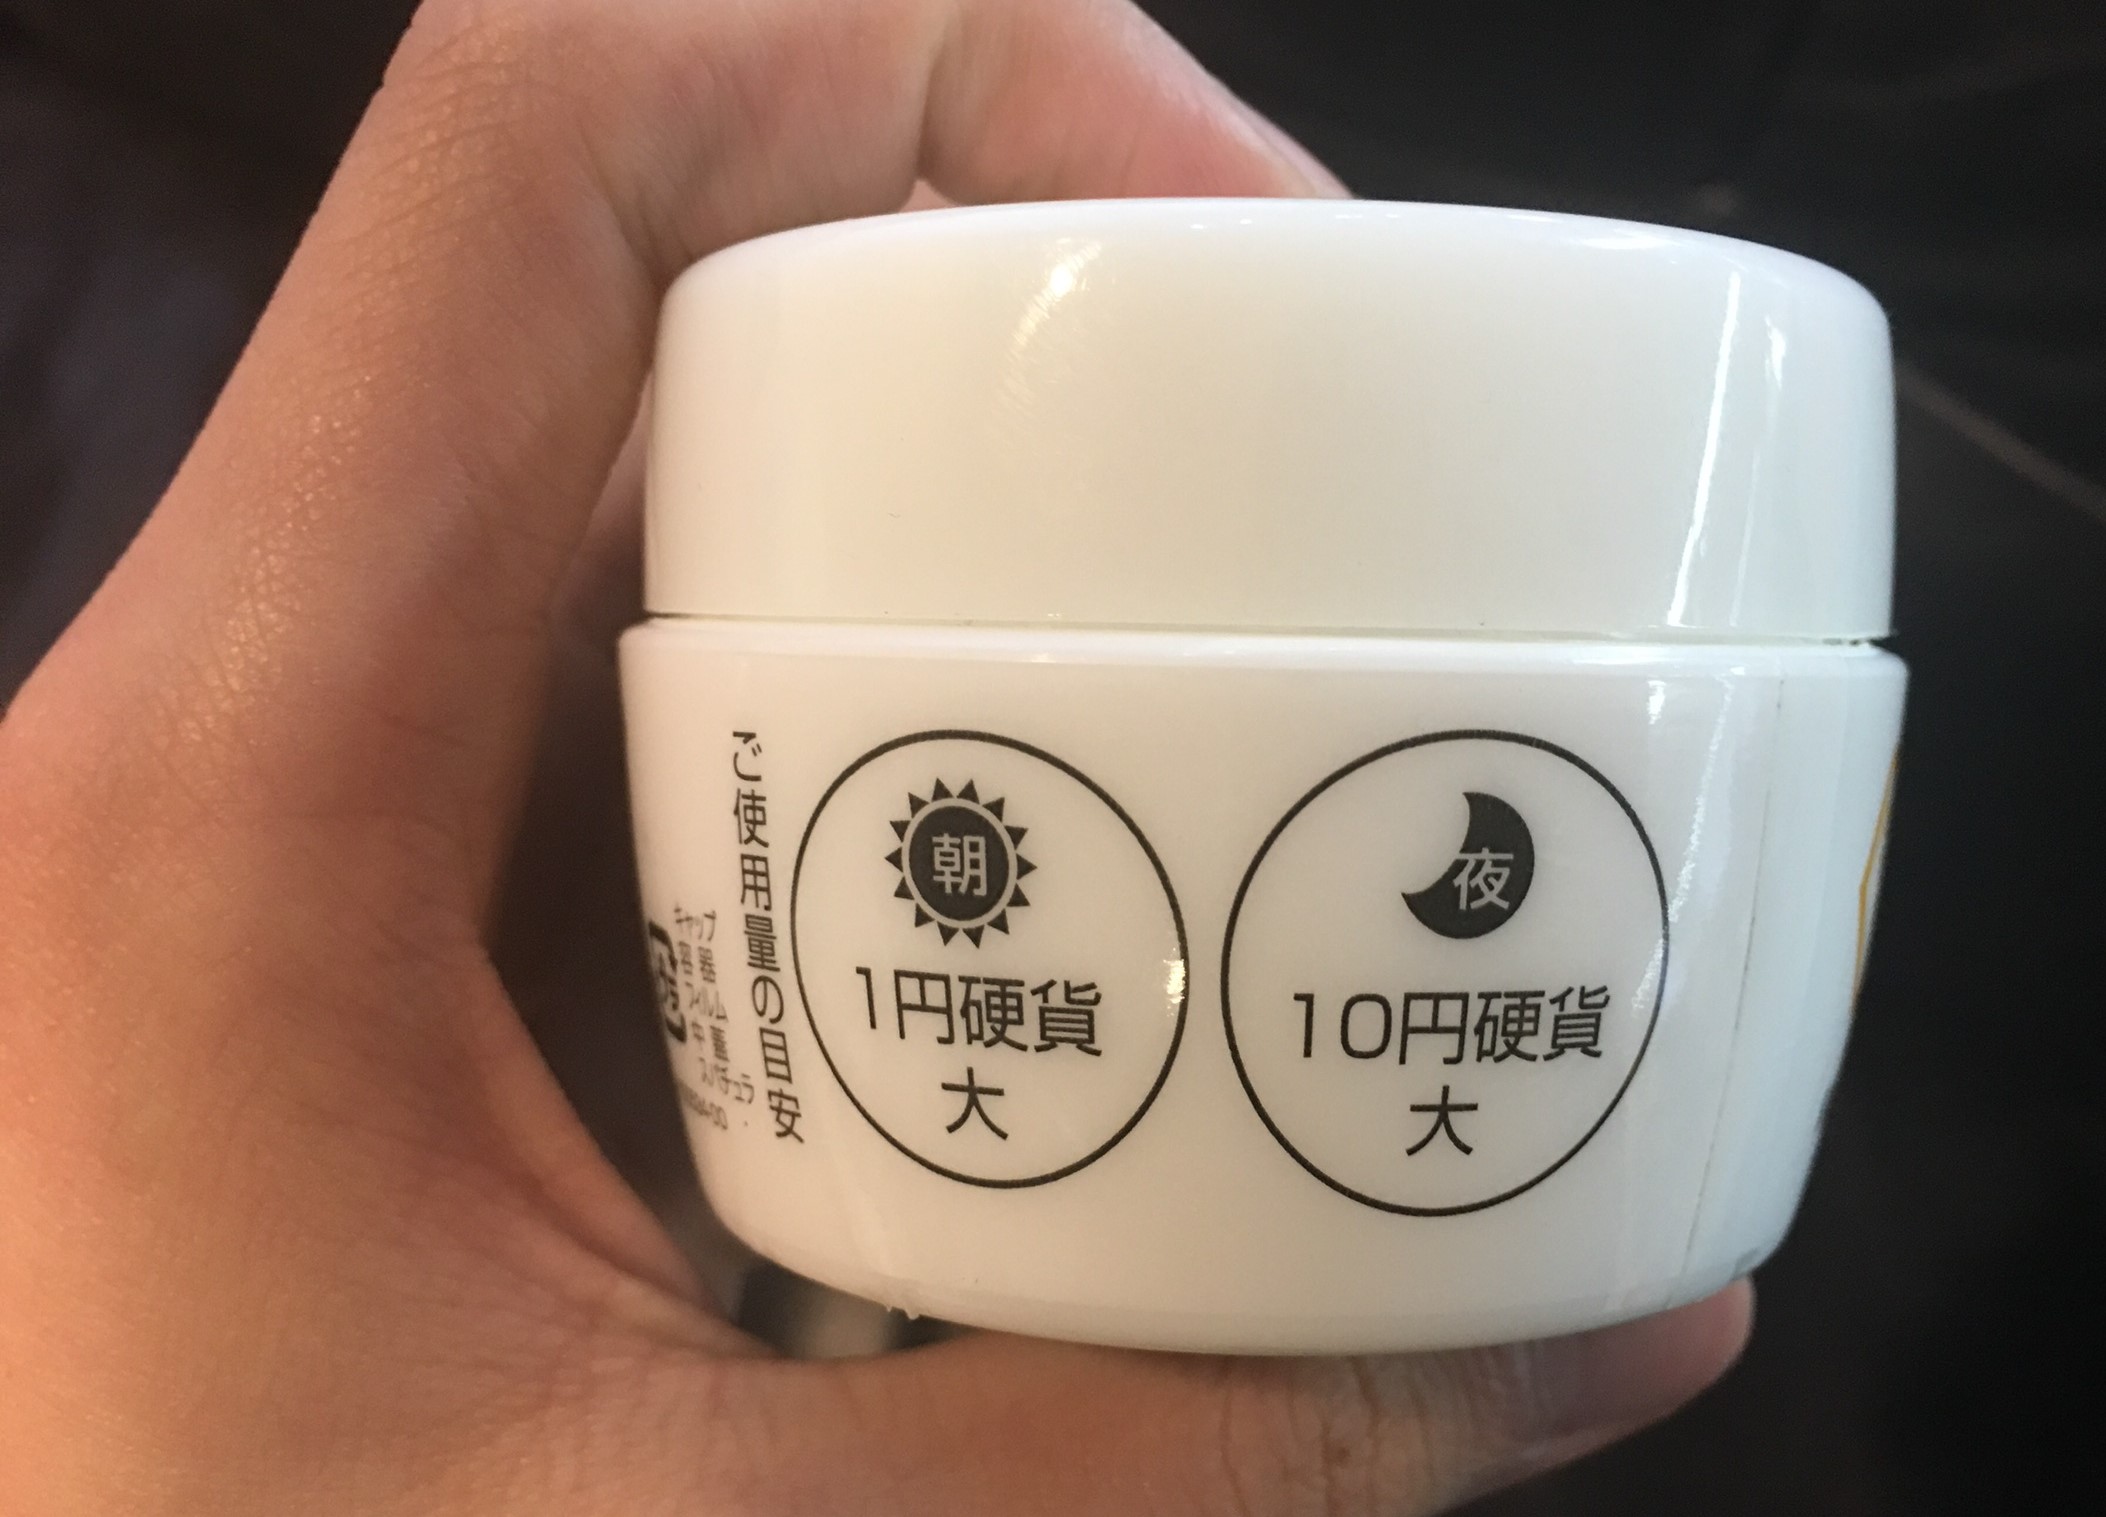 ご使用量の目安
朝
1円硬貨
大
夜
10円硬貨
大
キャップ
容器
フィルム
中蓋
スパチュラ